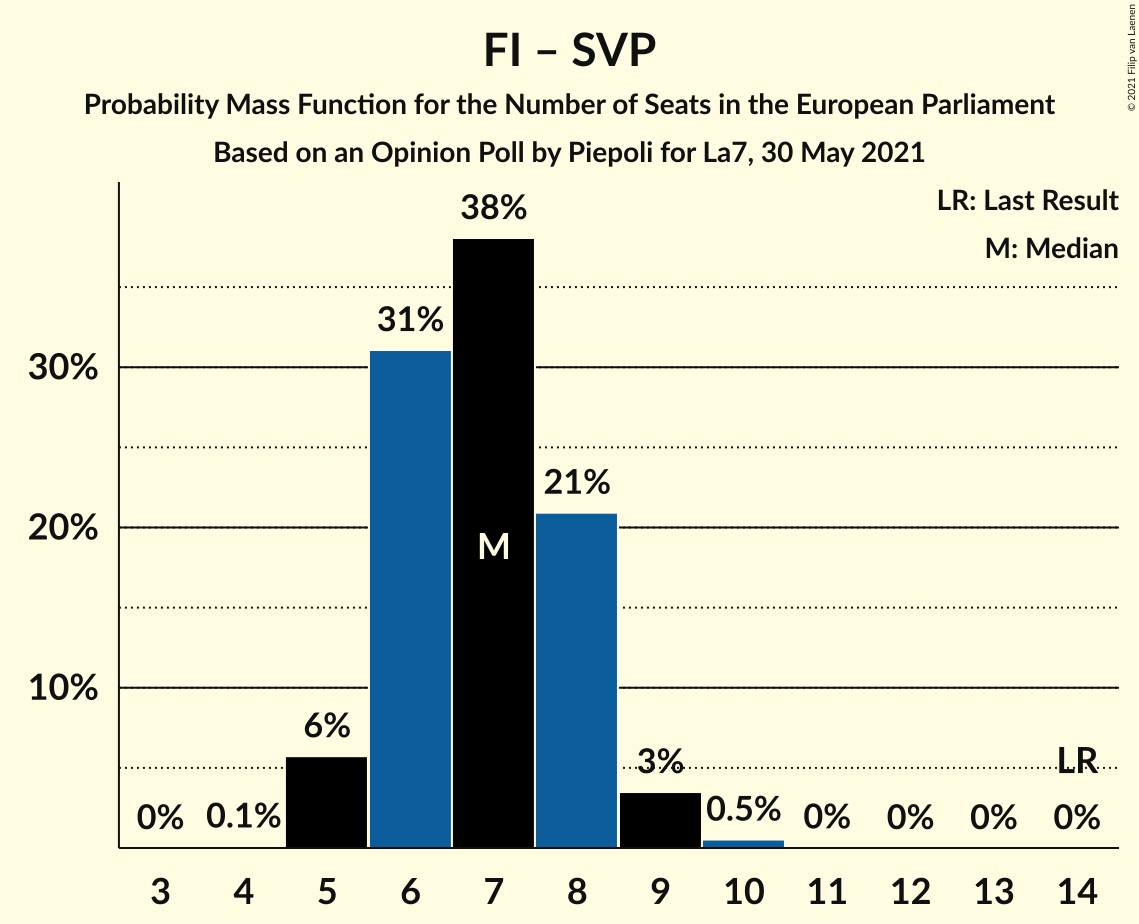 FI – SVP
Probability Mass Function for the Number of Seats in the European Parliament
Based on an Opinion Poll by Piepoli for La7, 30 May 2021
© 2021 Filip van Laenen
LR: Last Result
M: Median
38%
31%
30%
21%
20%
M
10%
6%
3%
LR
0%
0.1%
0.5%
0%
0%
0%
0%
3 4 5 6 7 8 9 10 11 12 13 14